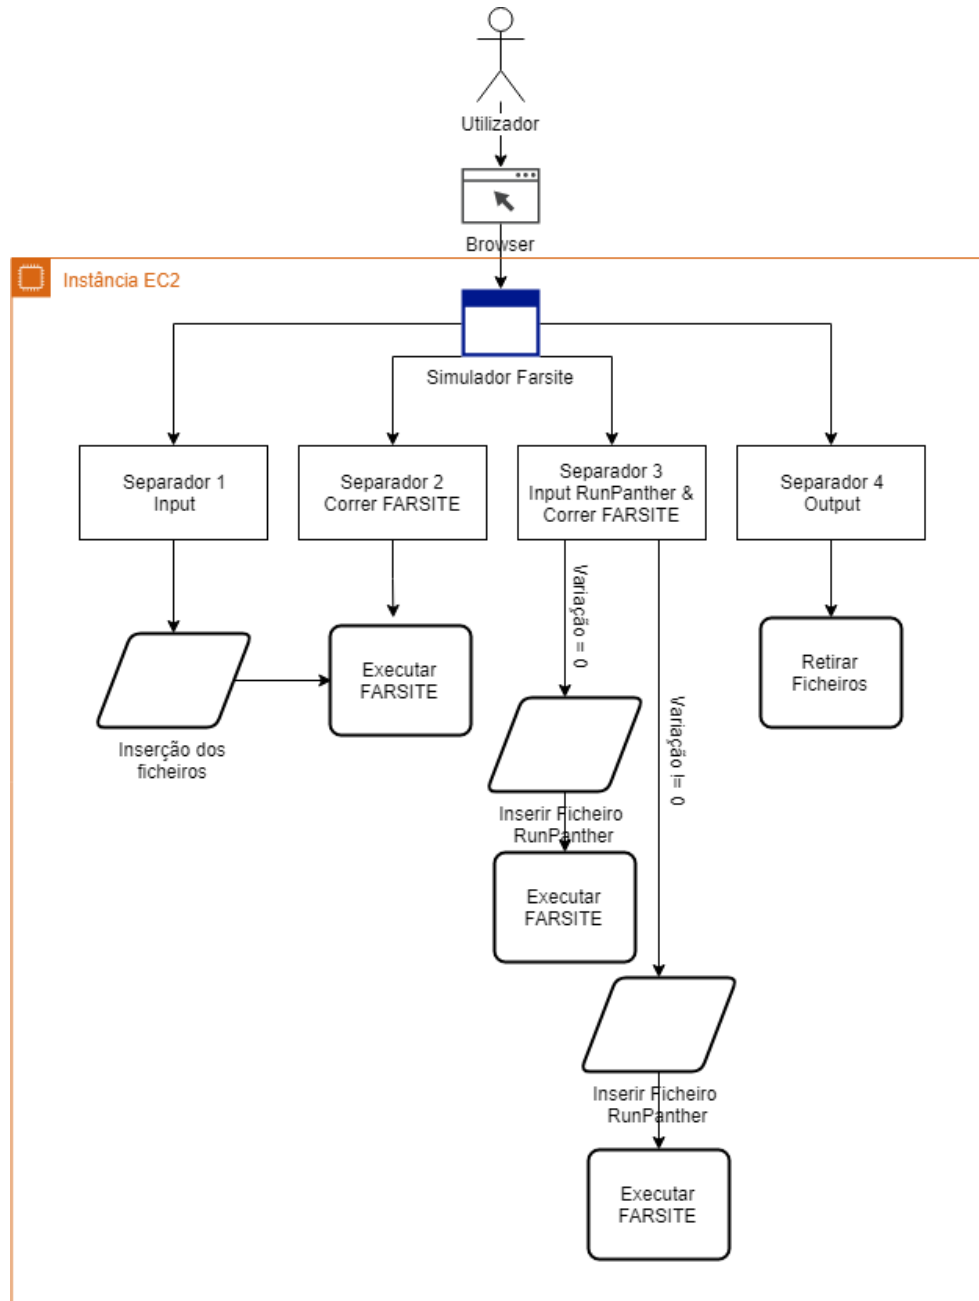 Utilizador
Browser
Instância EC2
Simulador Farsite
Separador 1
Input
Separador 2
Correr FARSITE
Separador 3
Input RunPanther &
Correr FARSITE
Separador 4
Output
Variação = 0
Variação != 0
Executar
FARSITE
Retirar
Ficheiros
Inserção dos
ficheiros
Inserir Ficheiro
RunPanther
Executar
FARSITE
Inserir Ficheiro
RunPanther
Executar
FARSITE